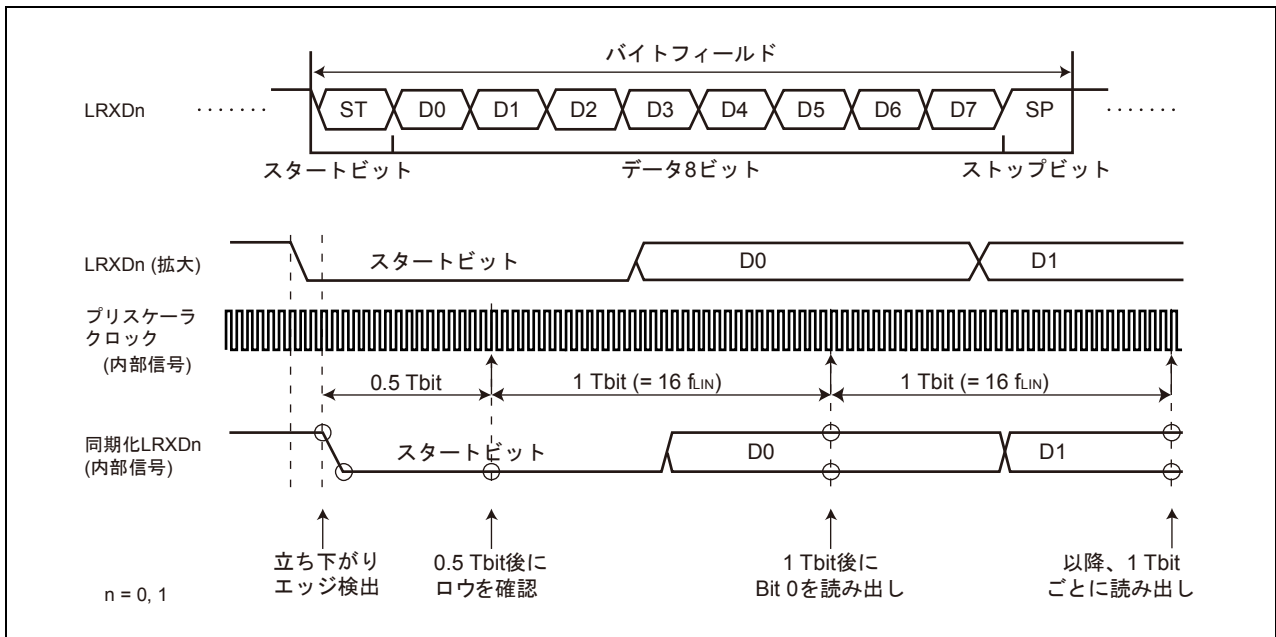 バイトフィールド
LRXDn ······· ST D0 D1 D2 D3 D4 D5 D6 D7 SP ·······
スタートビット データ8ビット ストップビット
LRXDn (拡大) スタートビット D0 D1
プリスケーラ
クロック
(内部信号)
0.5 Tbit 1 Tbit (= 16 fLIN) 1 Tbit (= 16 fLIN)
同期化LRXDn
(内部信号)
スタートビット D0 D1
立ち下がり
エッジ検出
0.5 Tbit後に
ロウを確認
1 Tbit後に
Bit 0を読み出し
以降、1 Tbit
ごとに読み出し
n = 0, 1